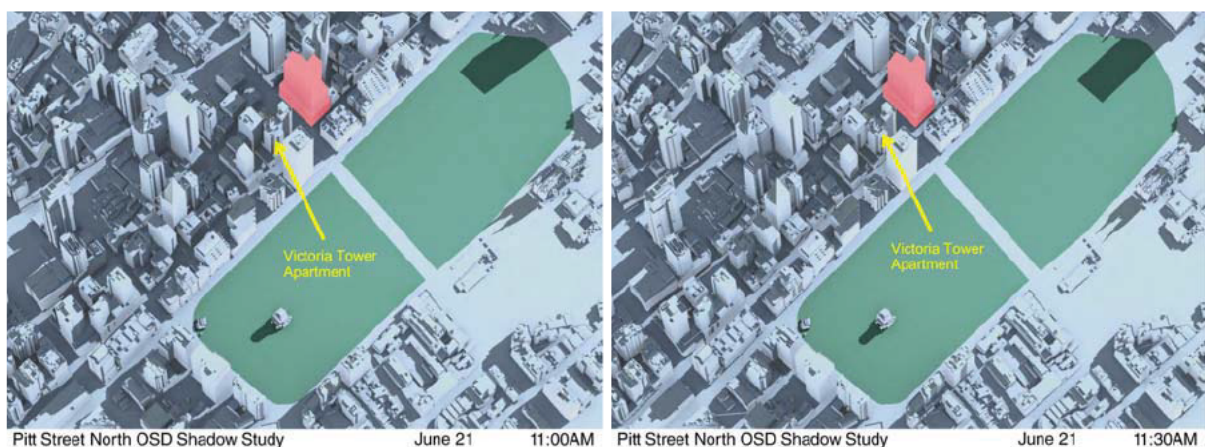 Victoria Tower
Apartment
Pitt Street North OSD Shadow Study June 21 11:00AM
Victoria Tower
Apartment
Pitt Street North OSD Shadow Study June 21 11:30AM